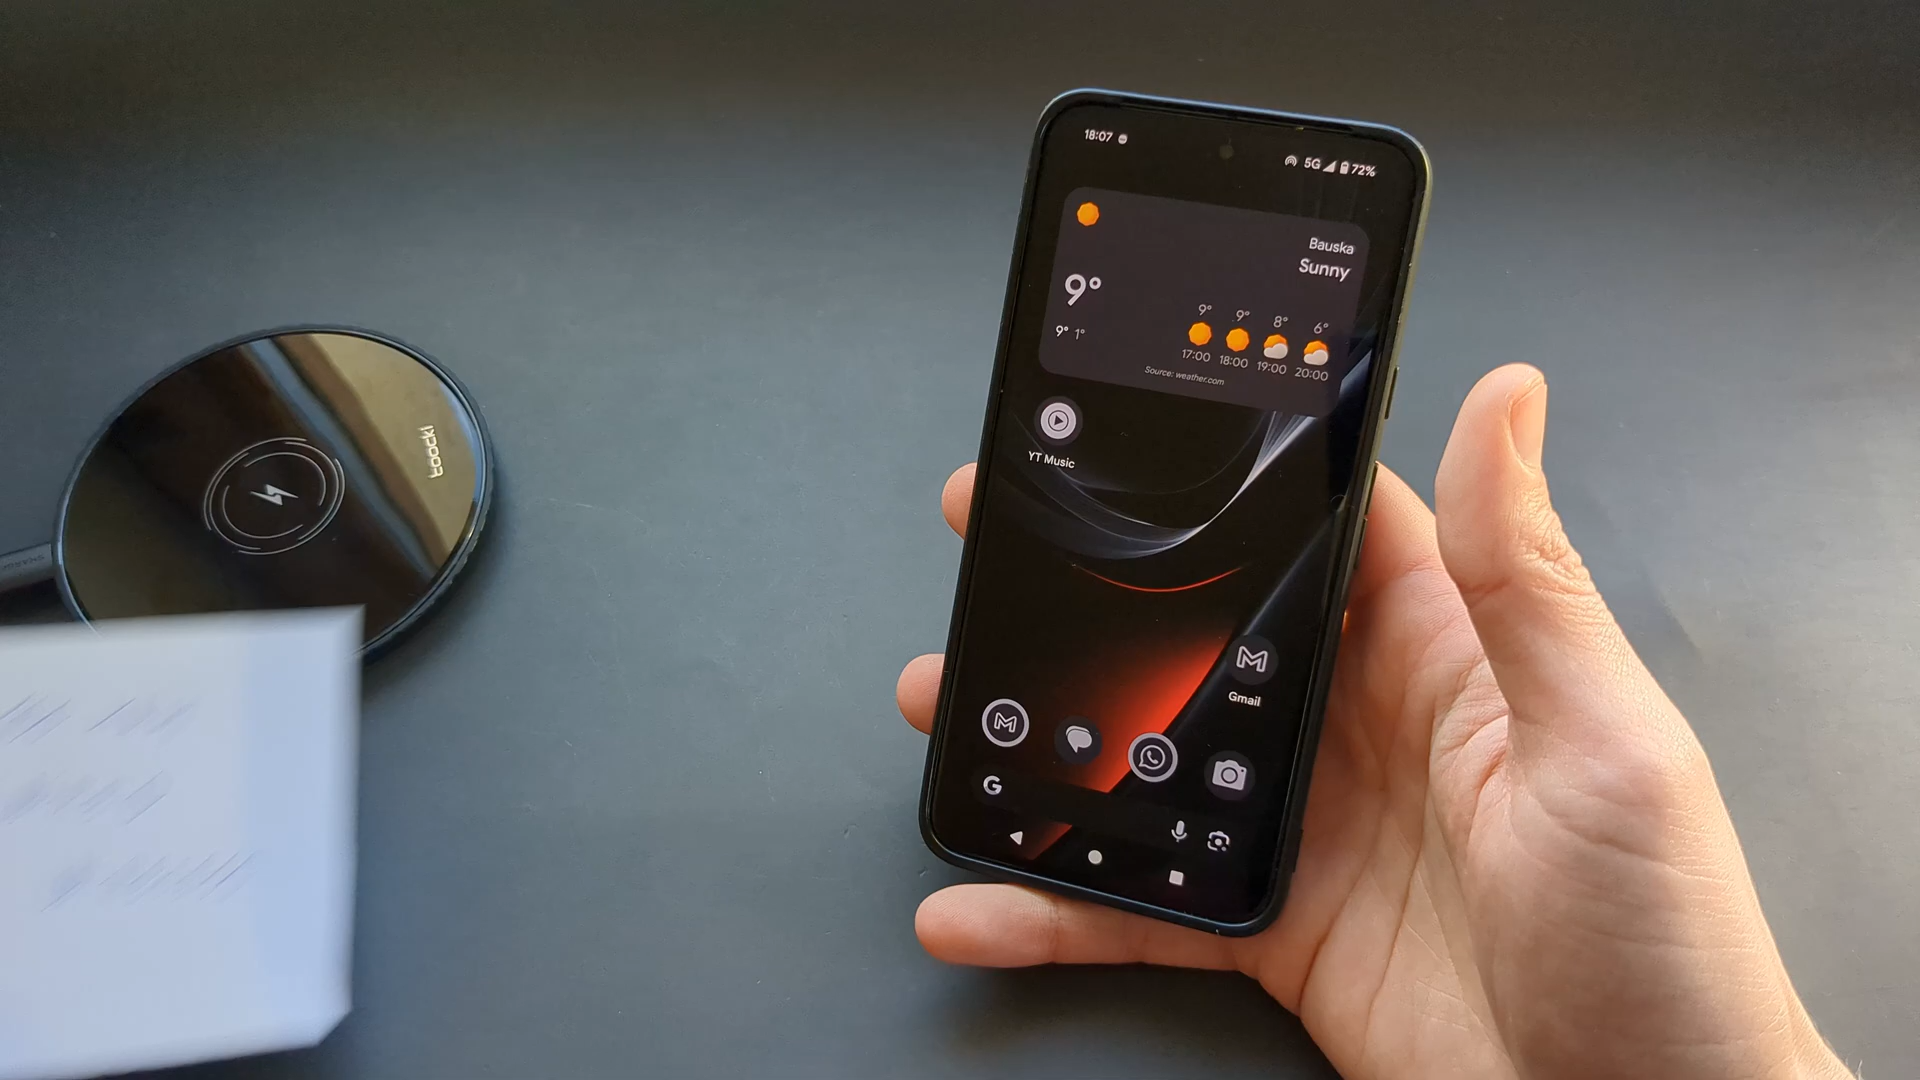 18:07
5G 72%
Bauska
Sunny
9°
9° 1°
9° 9° 8° 6°
17:00 18:00 19:00 20:00
Source: weather.com
YT Music
Gmail
G
toocki